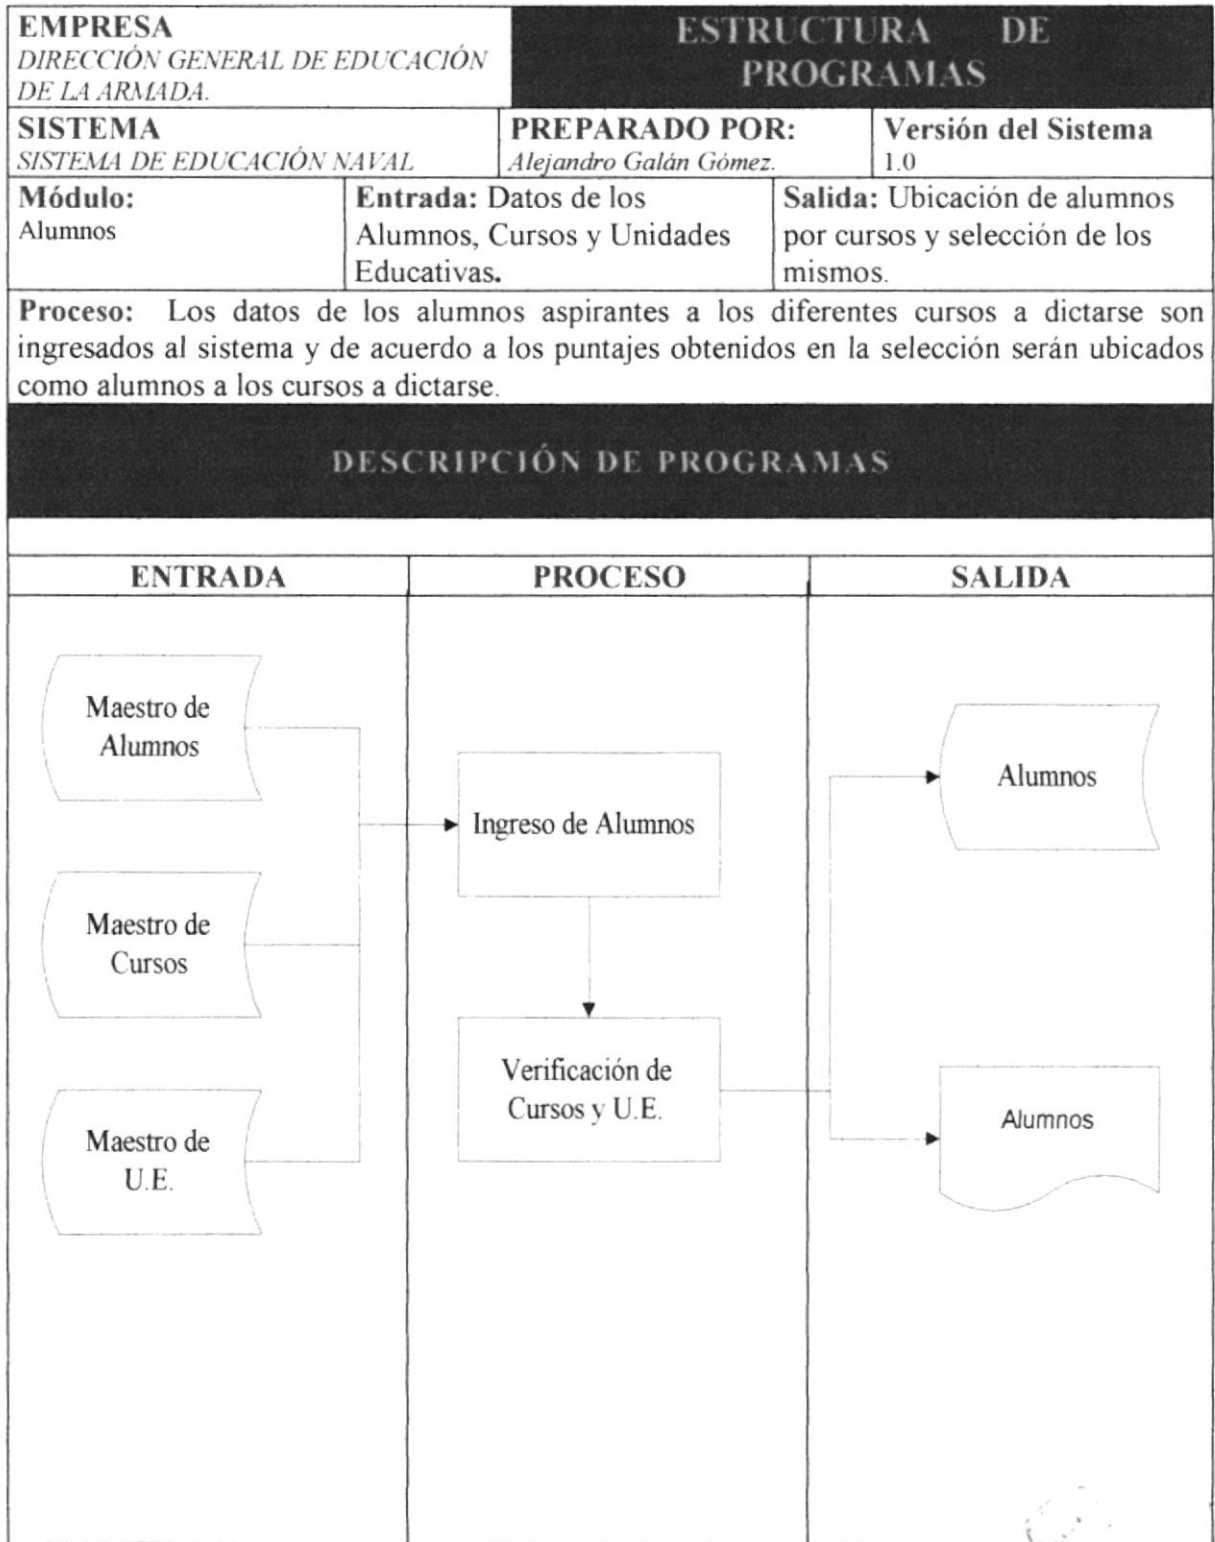 EMPRESA
DIRECCIÓN GENERAL DE EDUCACIÓN
DE LA ARMADA.
ESTRUCTURA DE
PROGRAMAS
SISTEMA
SISTEMA DE EDUCACIÓN NAVAL
PREPARADO POR:
Alejandro Galán Gómez.
Versión del Sistema
1.0
Módulo:
Alumnos
Entrada: Datos de los
Alumnos, Cursos y Unidades
Educativas.
Salida: Ubicación de alumnos
por cursos y selección de los
mismos.
Proceso: Los datos de los alumnos aspirantes a los diferentes cursos a dictarse son
ingresados al sistema y de acuerdo a los puntajes obtenidos en la selección serán ubicados
como alumnos a los cursos a dictarse.
DESCRIPCIÓN DE PROGRAMAS
ENTRADA
PROCESO
SALIDA
Maestro de
Alumnos
Maestro de
Cursos
Maestro de
U.E.
Ingreso de Alumnos
Verificación de
Cursos y U.E.
Alumnos
Alumnos